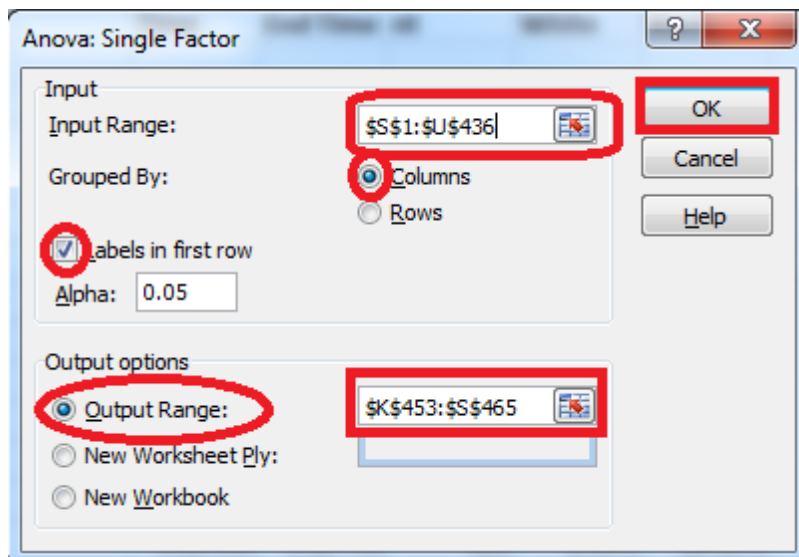 Anova: Single Factor
Input
Input Range:
$S$1:$U$436
OK
Grouped By:
Columns
Cancel
Rows
Help
Labels in first row
Alpha:
0.05
Output options
Output Range:
$K$453:$S$465
New Worksheet Ply:
New Workbook